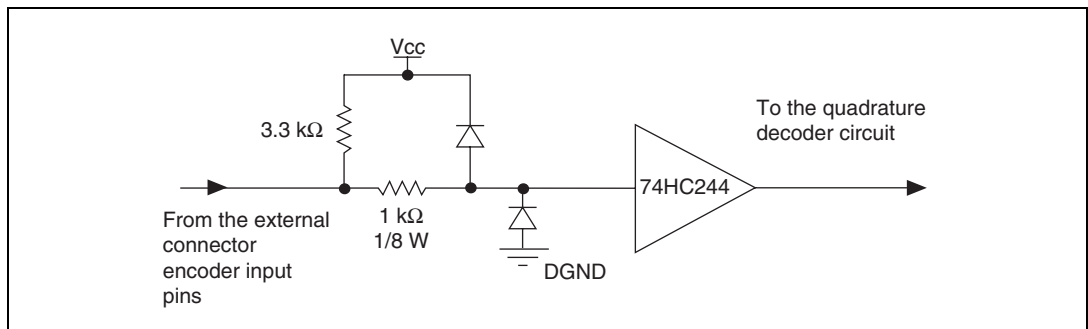 Vcc
3.3 kΩ
To the quadrature
decoder circuit
74HC244
1 kΩ
1/8 W
From the external
connector
encoder input
pins
DGND